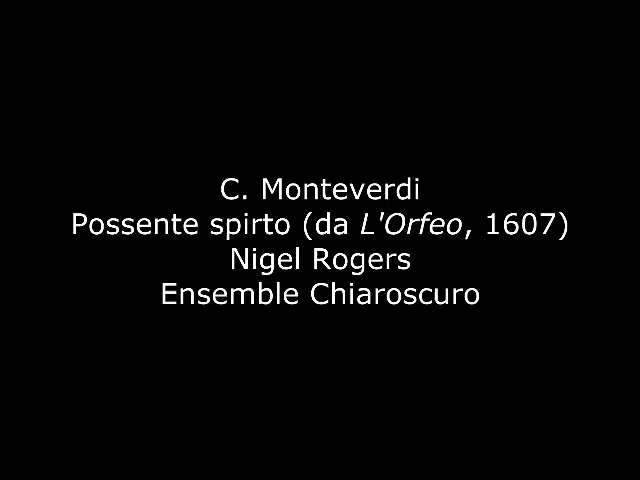 C. Monteverdi
Possente spirto (da L'Orfeo, 1607)
Nigel Rogers
Ensemble Chiaroscuro